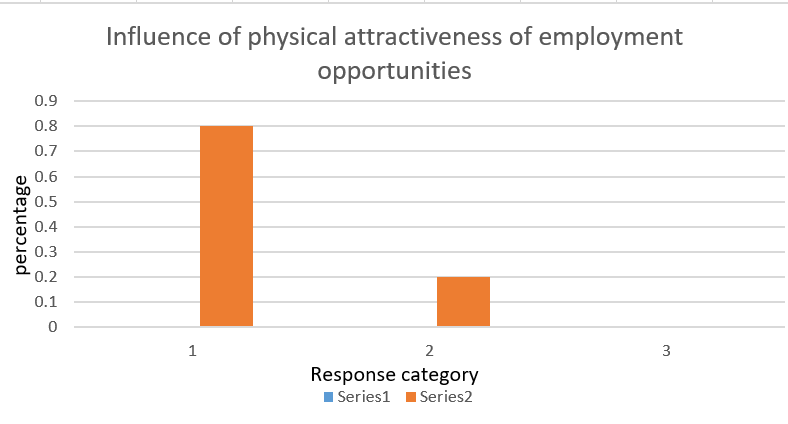 Influence of physical attractiveness of employment
opportunities
percentage
0.9
0.8
0.7
0.6
0.5
0.4
0.3
0.2
0.1
0
1 2 3
Response category
Series1 Series2